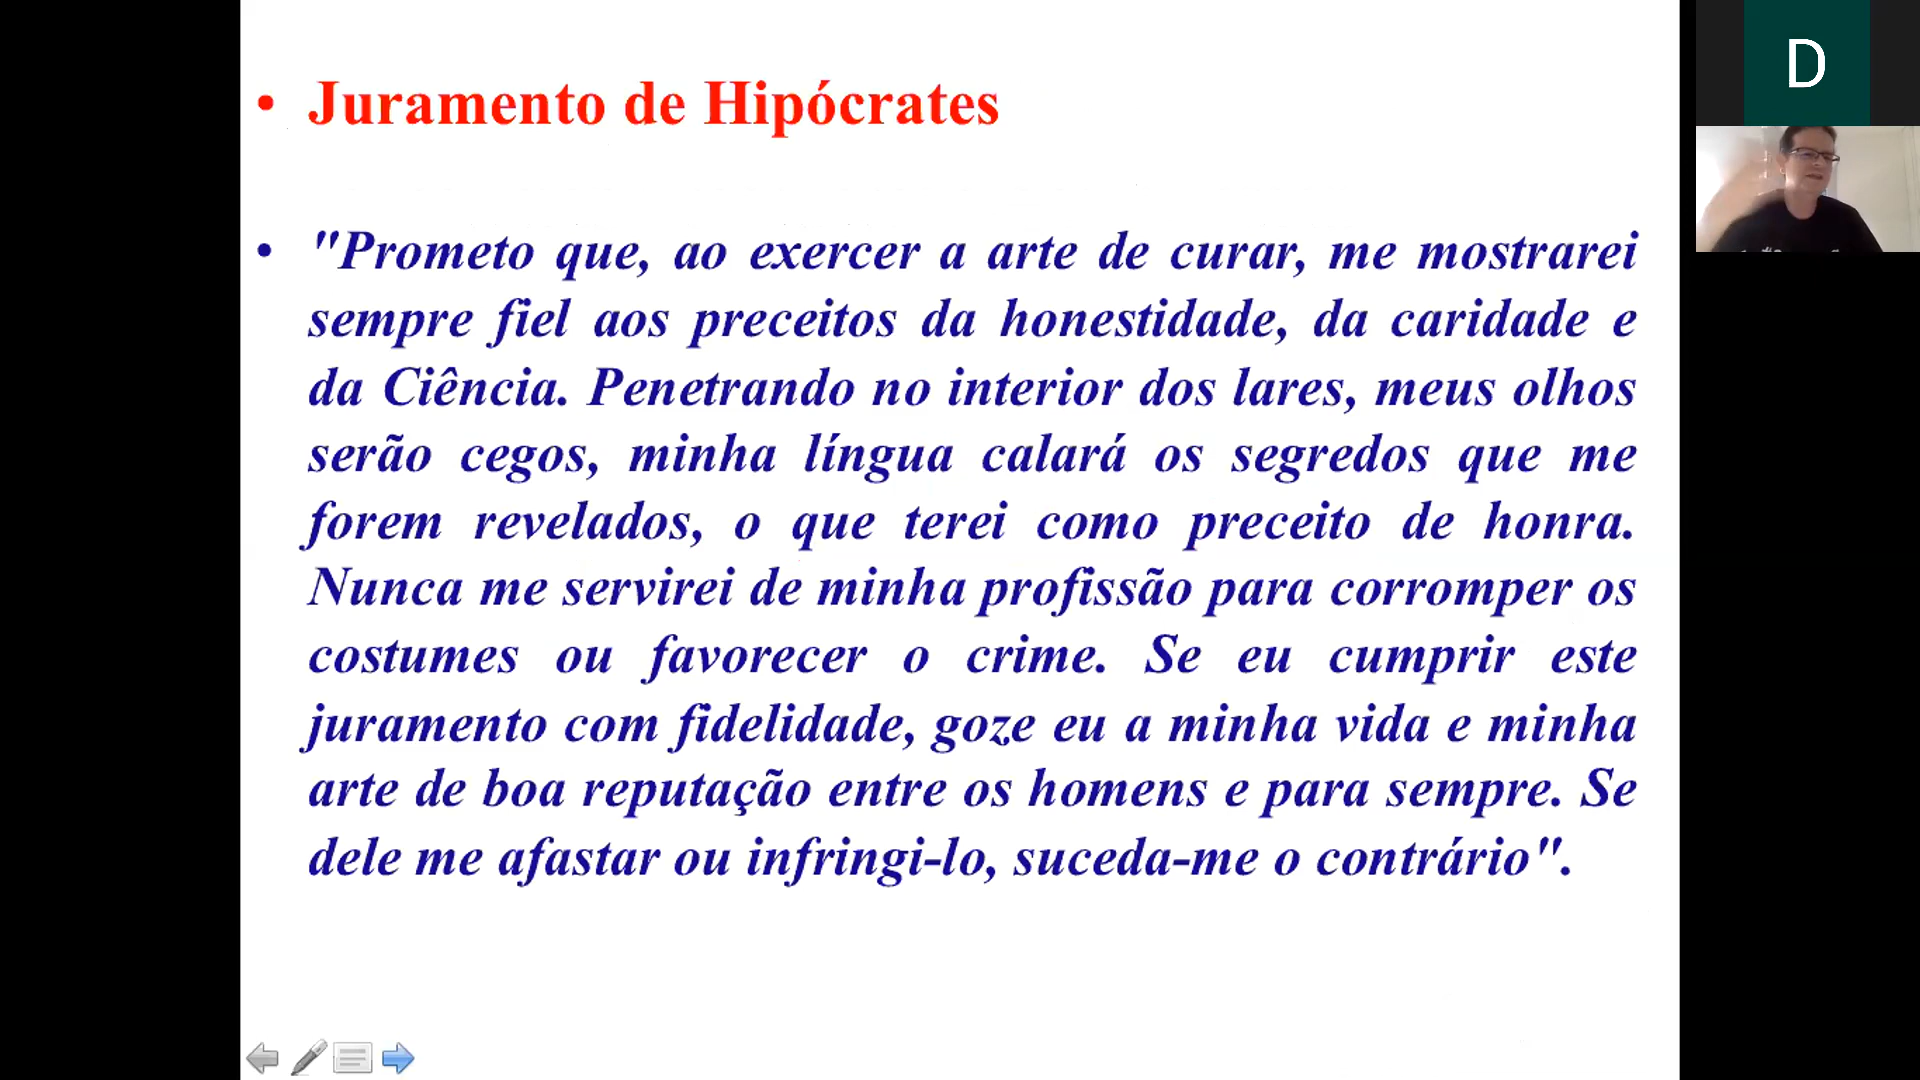 • Juramento de Hipócrates
• "Prometo que, ao exercer a arte de curar, me mostrarei
sempre fiel aos preceitos da honestidade, da caridade e
da Ciência. Penetrando no interior dos lares, meus olhos
serão cegos, minha língua calará os segredos que me
forem revelados, o que terei como preceito de honra.
Nunca me servirei de minha profissão para corromper os
costumes ou favorecer o crime. Se eu cumprir este
juramento com fidelidade, goze eu a minha vida e minha
arte de boa reputação entre os homens e para sempre. Se
dele me afastar ou infringi-lo, suceda-me o contrário".
D